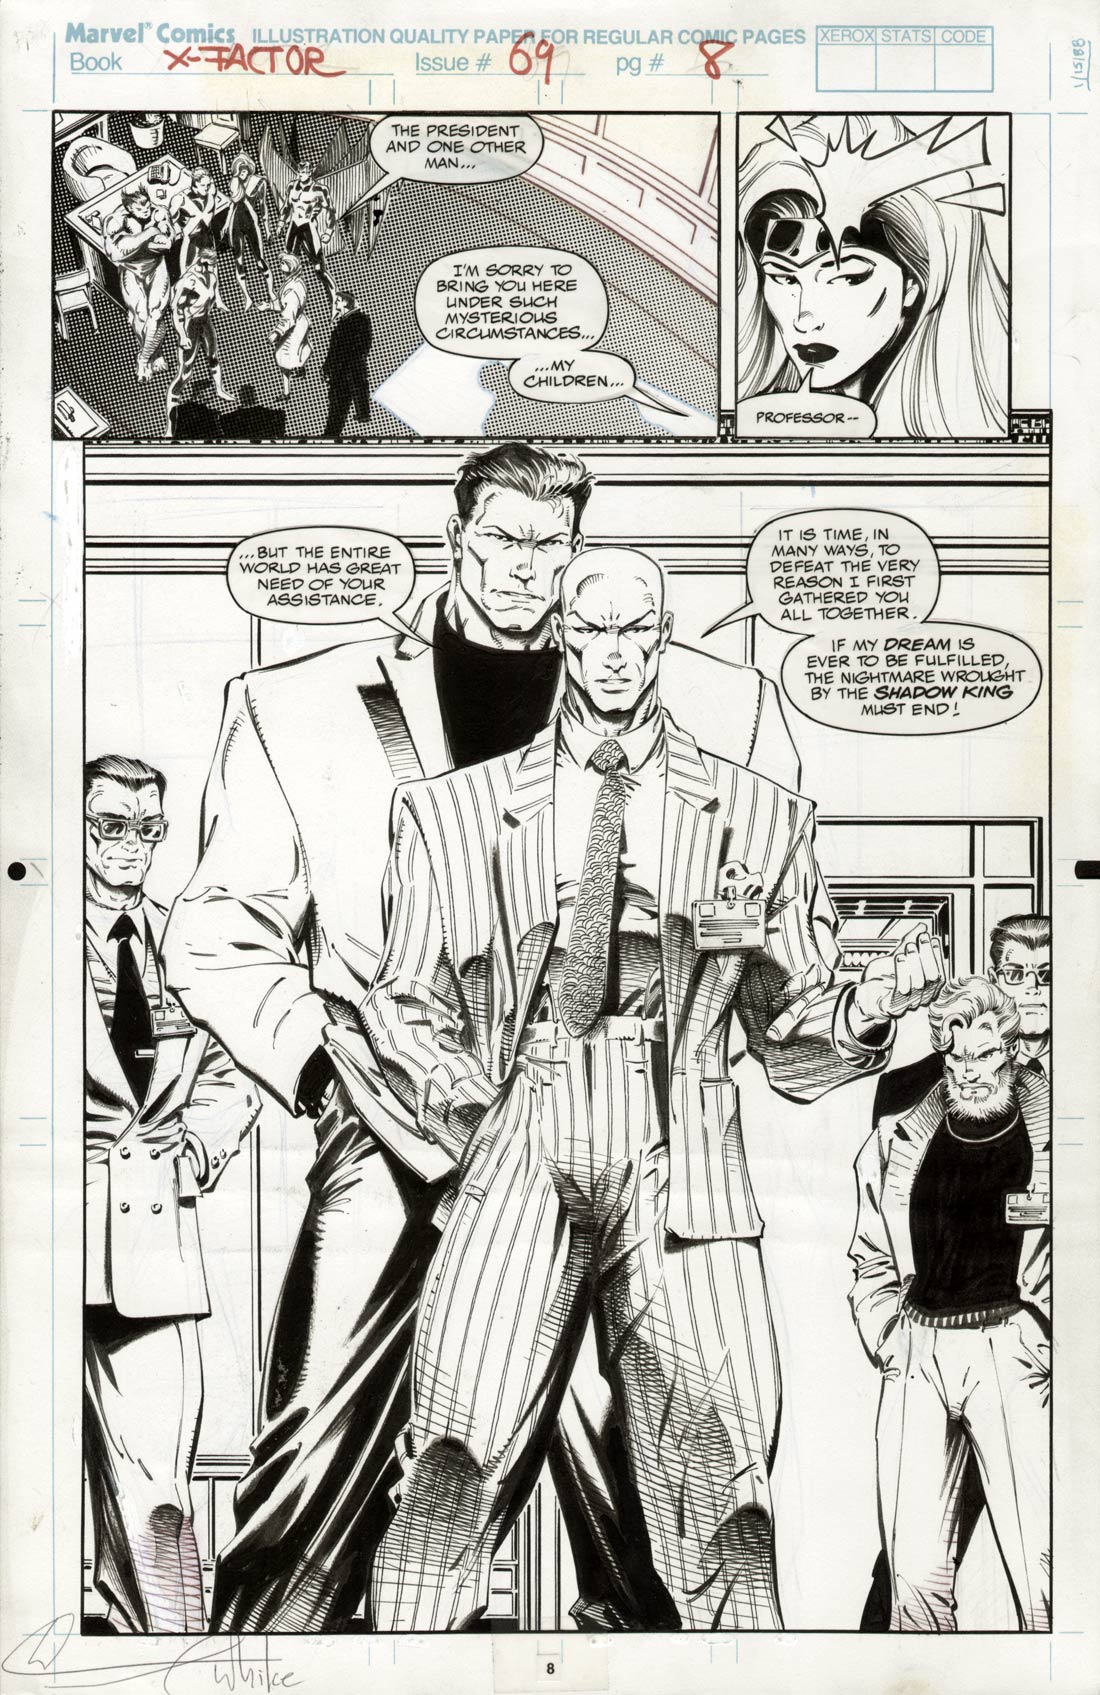 Marvel® Comics ILLUSTRATION QUALITY PAPER FOR REGULAR COMIC PAGES
XEROX STATS CODE
Book X-FACTOR Issue # 69 pg # 8
THE PRESIDENT
AND ONE OTHER
MAN...
I'M SORRY TO
BRING YOU HERE
UNDER SUCH
MYSTERIOUS
CIRCUMSTANCES...
...MY
CHILDREN...
PROFESSOR--
...BUT THE ENTIRE
WORLD HAS GREAT
NEED OF YOUR
ASSISTANCE.
IT IS TIME, IN
MANY WAYS, TO
DEFEAT THE VERY
REASON I FIRST
GATHERED YOU
ALL TOGETHER.
IF MY DREAM IS
EVER TO BE FULFILLED,
THE NIGHTMARE WROUGHT
BY THE SHADOW KING
MUST END!
8